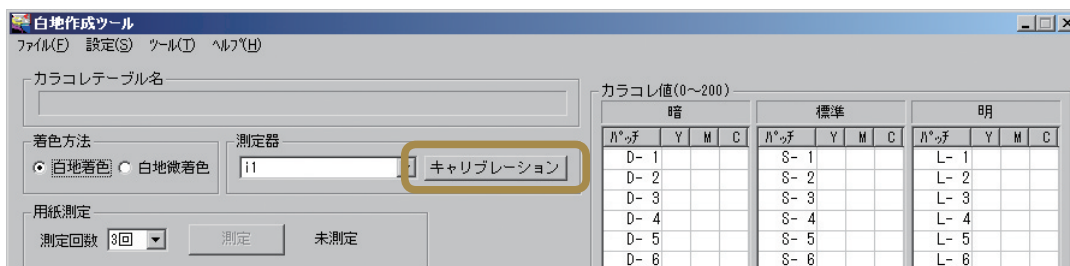 白地作成ツール
ファイル(F) 設定(S) ツール(T) ヘルプ(H)
カラコレテーブル名
着色方法
白地着色 白地微着色
測定器
i1
キャリブレーション
用紙測定
測定回数 3回 測定 未測定
カラコレ値(0～200)
暗 標準 明
パッチ Y M C パッチ Y M C パッチ Y M C
D- 1 S- 1 L- 1
D- 2 S- 2 L- 2
D- 3 S- 3 L- 3
D- 4 S- 4 L- 4
D- 5 S- 5 L- 5
D- 6 S- 6 L- 6